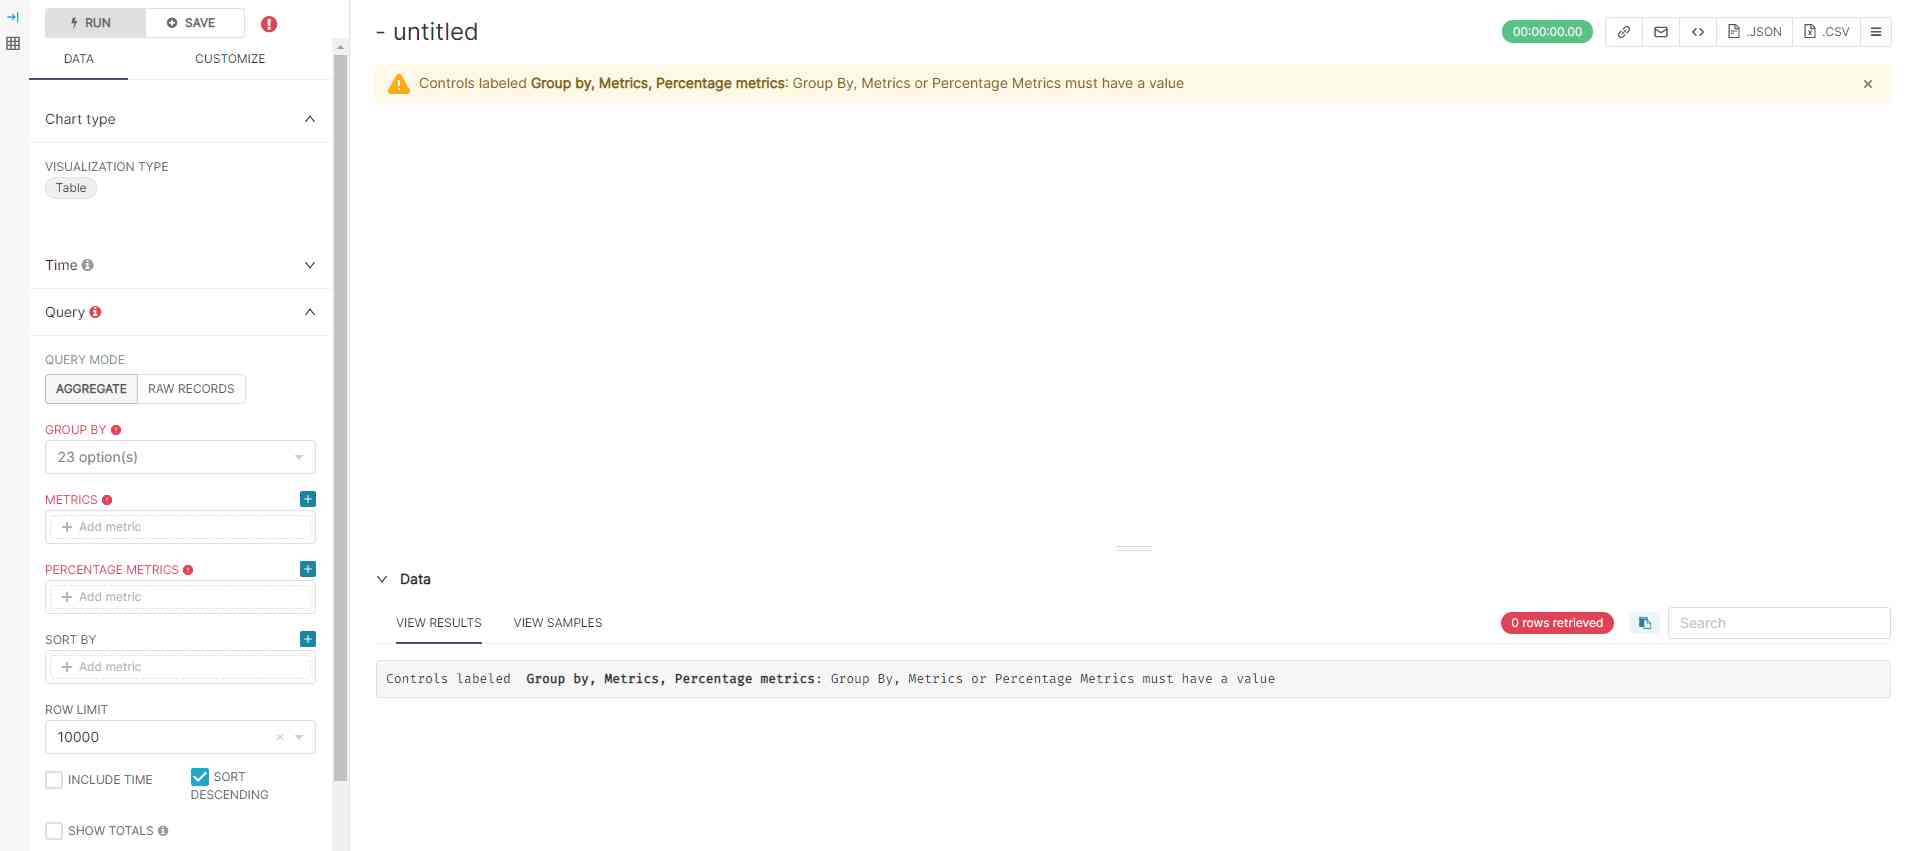 RUN
SAVE
DATA
CUSTOMIZE
Chart type
VISUALIZATION TYPE
Table
Time
Query
QUERY MODE
AGGREGATE
RAW RECORDS
GROUP BY
23 option(s)
METRICS
Add metric
PERCENTAGE METRICS
Add metric
SORT BY
Add metric
ROW LIMIT
10000
INCLUDE TIME
SORT
DESCENDING
SHOW TOTALS
- untitled
00:00:00.00
.JSON
.CSV
Controls labeled Group by, Metrics, Percentage metrics: Group By, Metrics or Percentage Metrics must have a value
Data
VIEW RESULTS
VIEW SAMPLES
0 rows retrieved
Search
Controls labeled Group by, Metrics, Percentage metrics: Group By, Metrics or Percentage Metrics must have a value